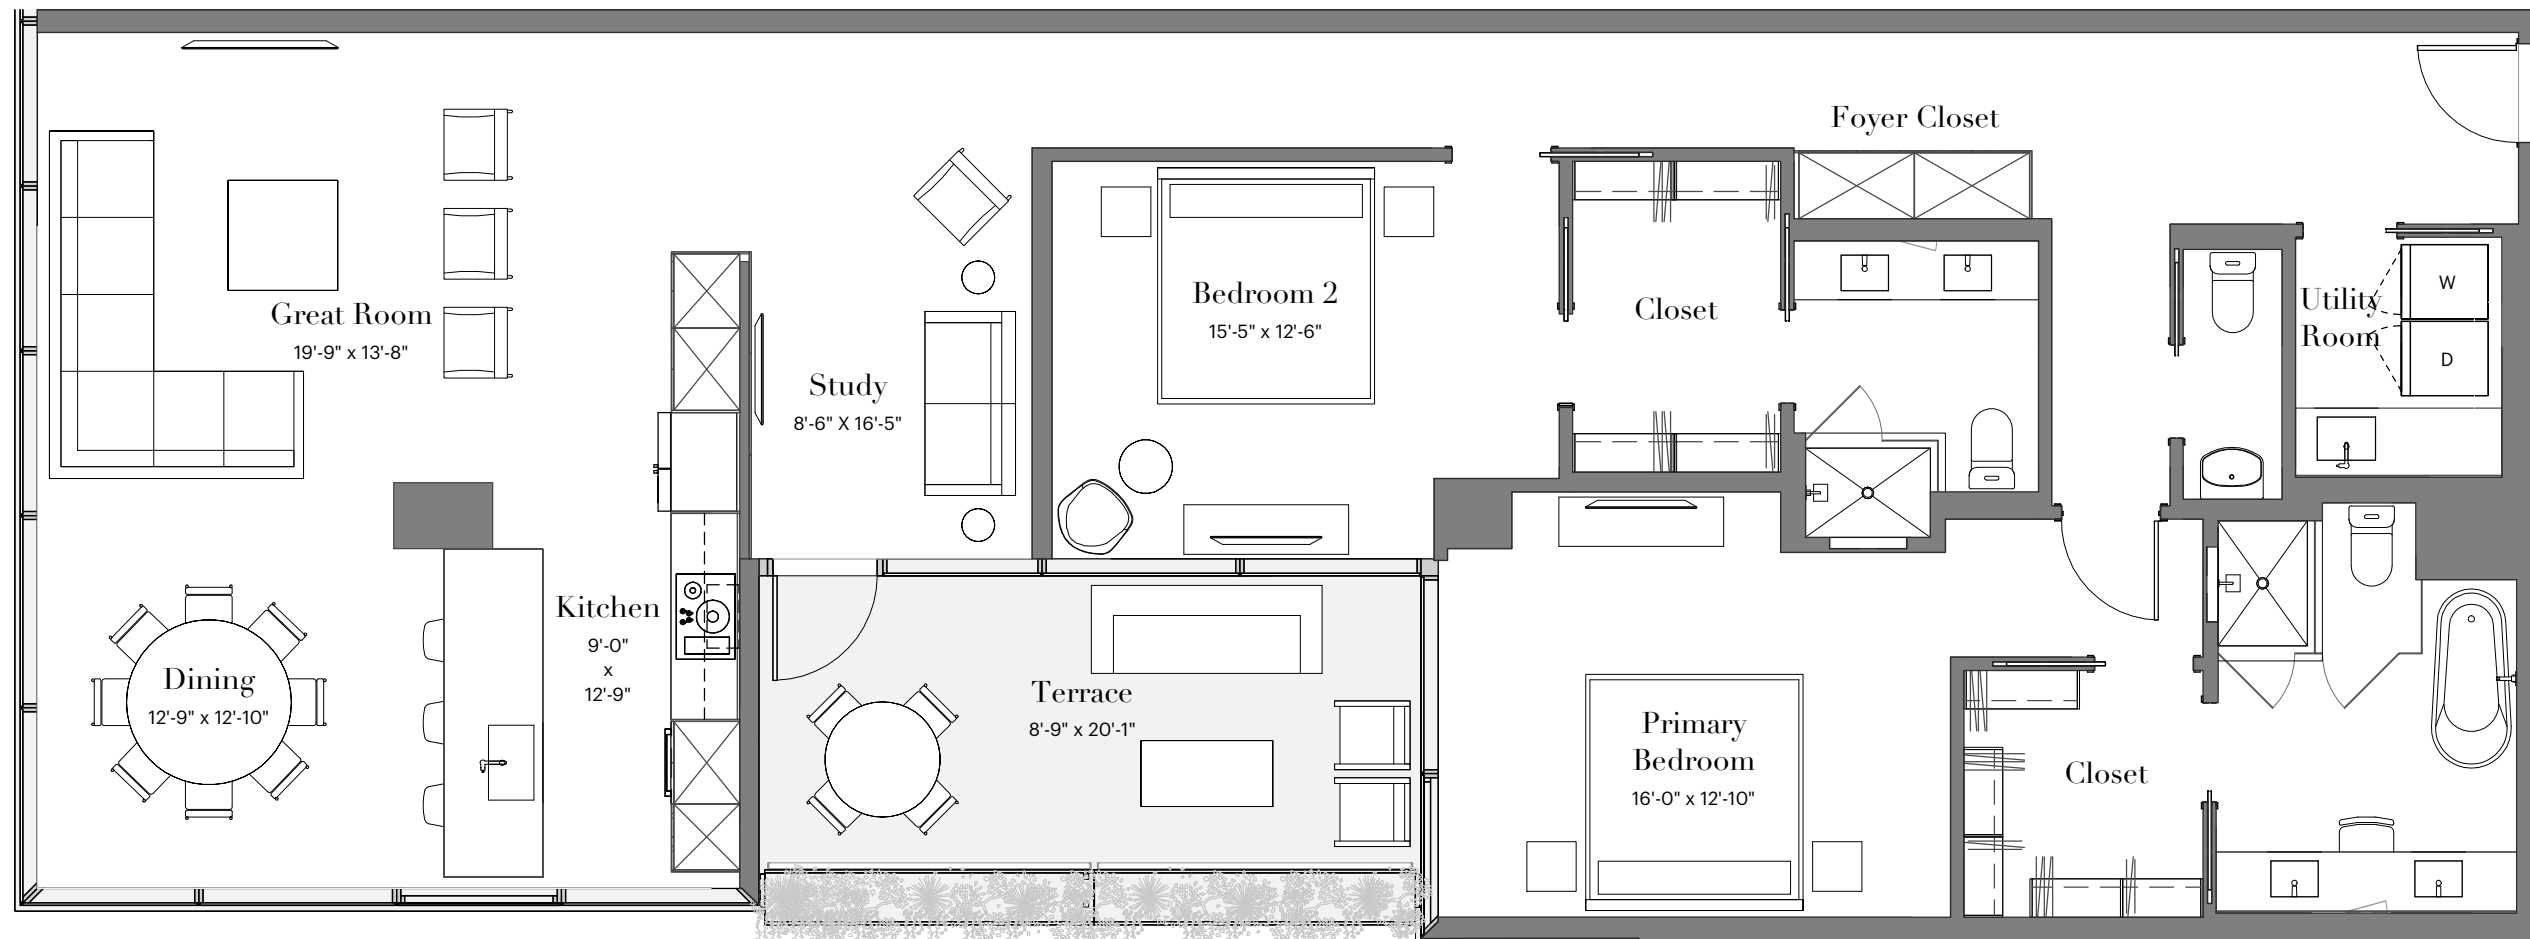 Foyer Closet
Great Room
19'-9" x 13'-8"
Study
8'-6" X 16'-5"
Bedroom 2
15'-5" x 12'-6"
Closet
Utility
Room
W
D
Kitchen
9'-0"
x
12'-9"
Dining
12'-9" x 12'-10"
Terrace
8'-9" x 20'-1"
Primary
Bedroom
16'-0" x 12'-10"
Closet